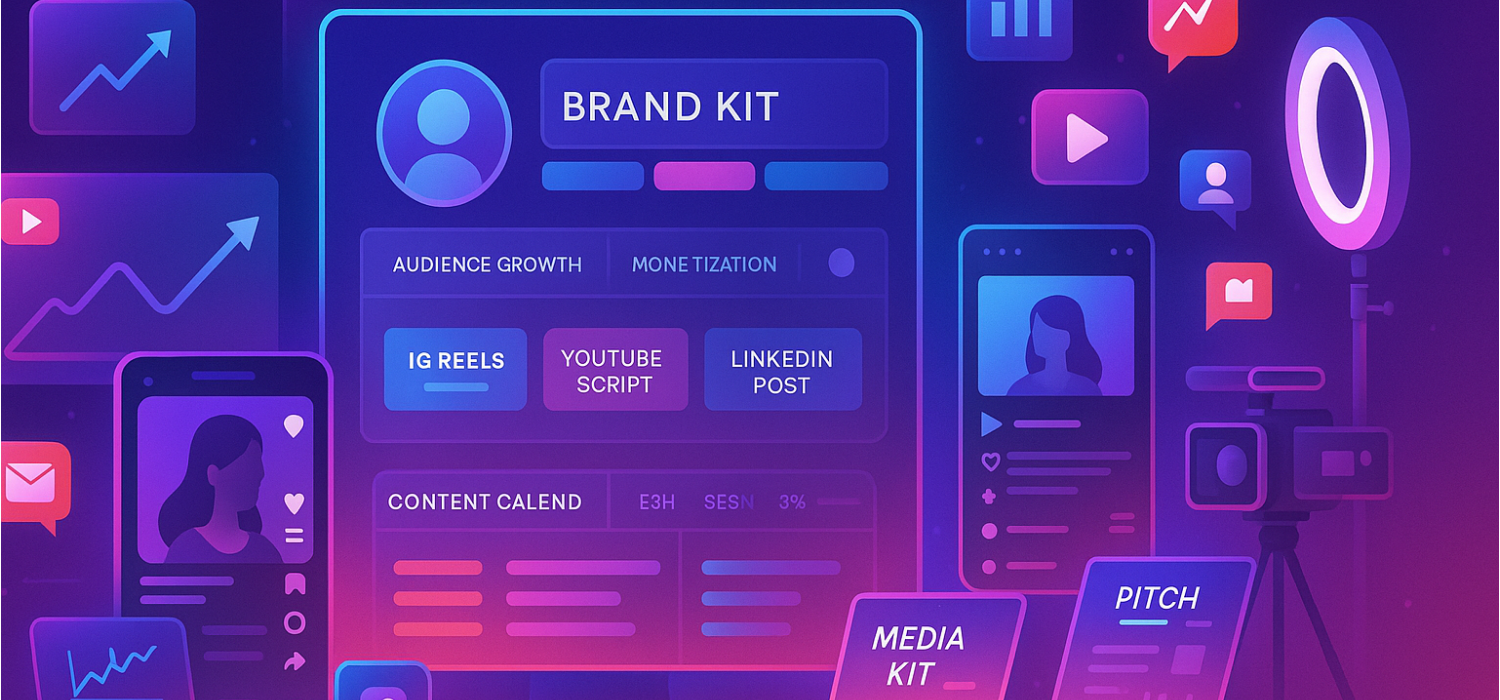 BRAND KIT
AUDIENCE GROWTH
MONE TIZATION
IG REELS
YOUTUBE
SCRIPT
LINKEDIN
POST
CONTENT CALEND
E3H SESN 3%
PITCH
MEDIA
KIT